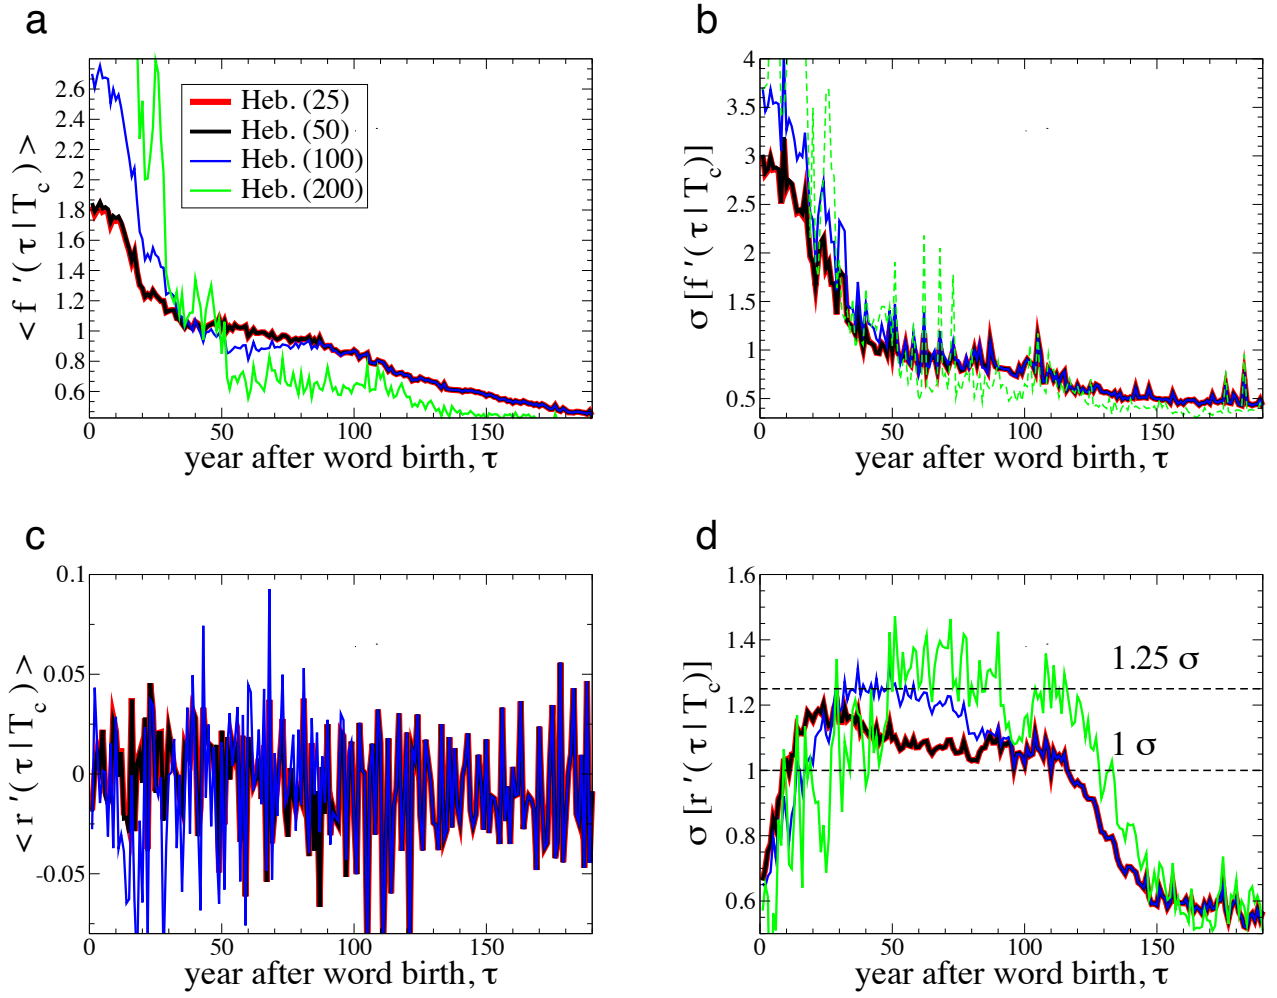 a
2.6
2.4
2.2
2
1.8
1.6
1.4
1.2
1
0.8
0.6
0
50
100
150
< f ′( τ | T_c ) >
year after word birth, τ
Heb. (25)
Heb. (50)
Heb. (100)
Heb. (200)
b
4
3.5
3
2.5
2
1.5
1
0.5
0
50
100
150
σ [f ′( τ | T_c)]
year after word birth, τ
c
0.1
0.05
0
-0.05
0
50
100
150
< r ′( τ | T_c ) >
year after word birth, τ
d
1.6
1.4
1.2
1
0.8
0.6
0
50
100
150
σ [r ′( τ | T_c)]
1.25 σ
1 σ
year after word birth, τ